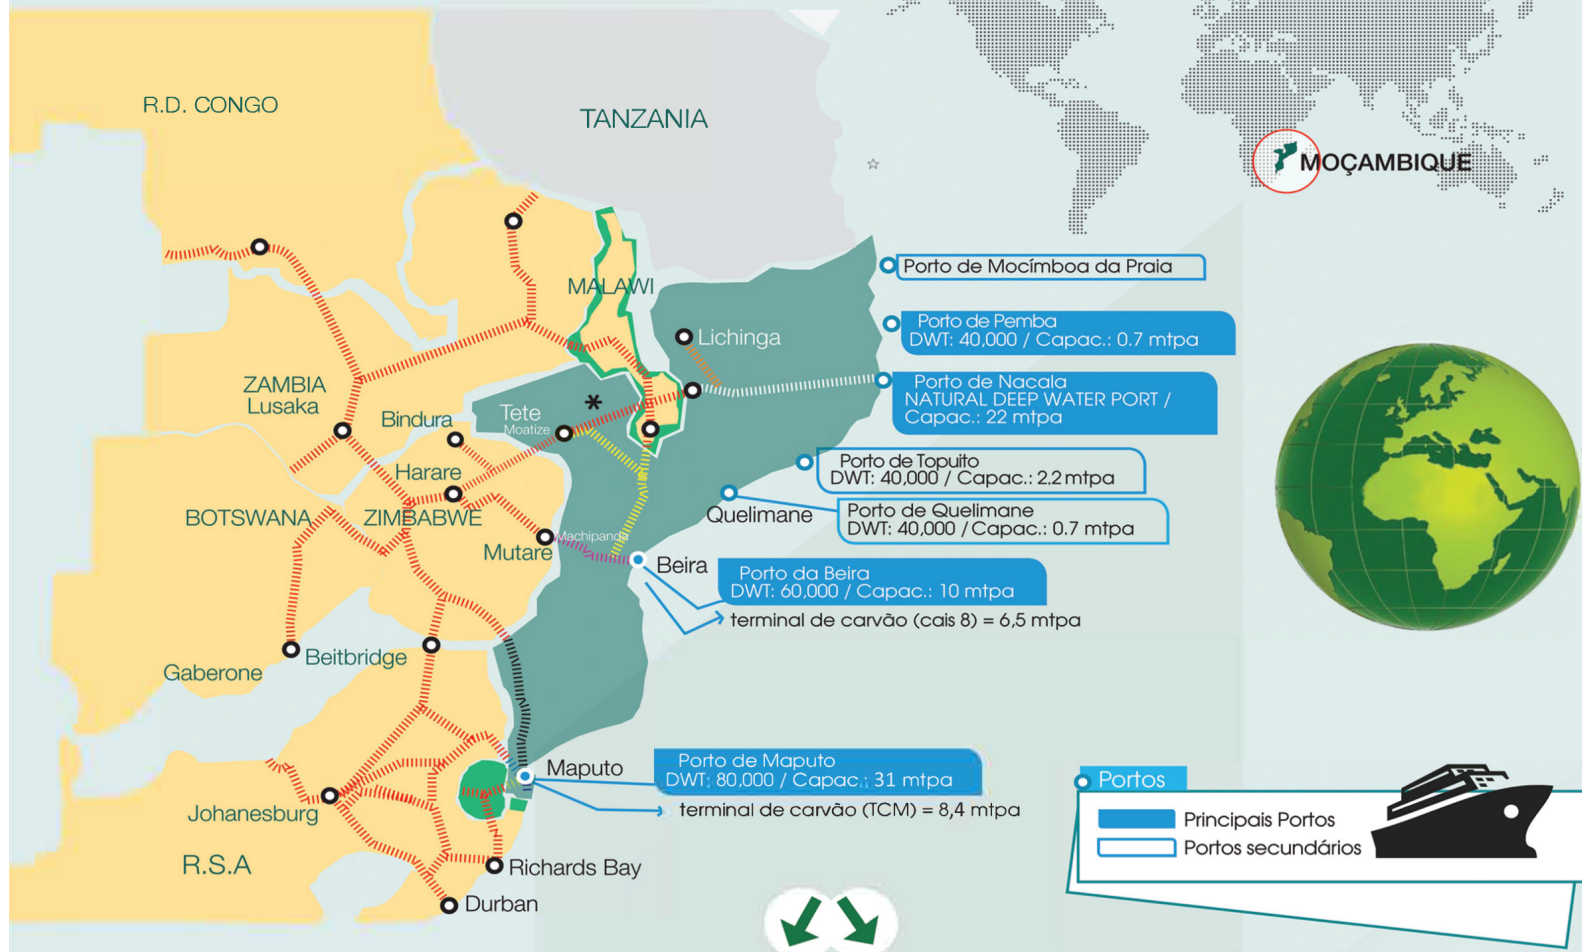 R.D. CONGO
TANZANIA
MOÇAMBIQUE
MALAWI
Porto de Mocímboa da Praia
Porto de Pemba
DWT: 40,000 / Capac.: 0.7 mtpa
Lichinga
Porto de Nacala
NATURAL DEEP WATER PORT /
Capac.: 22 mtpa
ZAMBIA
Lusaka
Bindura
Tete
Moatize
*
Harare
Porto de Topuito
DWT: 40,000 / Capac.: 2.2 mtpa
BOTSWANA
ZIMBABWE
Quelimane
Porto de Quelimane
DWT: 40,000 / Capac.: 0.7 mtpa
Mutare
Machipanda
Beira
Porto da Beira
DWT: 60,000 / Capac.: 10 mtpa
terminal de carvão (cais 8) = 6,5 mtpa
Gaberone
Beitbridge
Maputo
Porto de Maputo
DWT: 80,000 / Capac.: 31 mtpa
terminal de carvão (TCM) = 8,4 mtpa
Johanesburg
R.S.A
Richards Bay
Durban
Portos
Principais Portos
Portos secundários